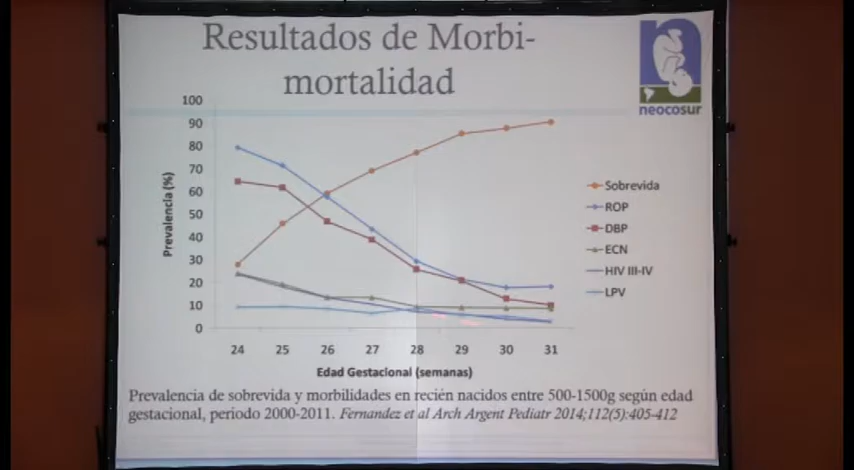 Resultados de Morbi-
mortalidad
neocosur
100
90
80
70
60
50
40
30
20
10
0
Prevalencia (%)
24 25 26 27 28 29 30 31
Edad Gestacional (semanas)
Sobrevida
ROP
DBP
ECN
HIV III-IV
LPV
Prevalencia de sobrevida y morbilidades en recién nacidos entre 500-1500g según edad
gestacional, periodo 2000-2011. Fernandez et al Arch Argent Pediatr 2014;112(5):405-412